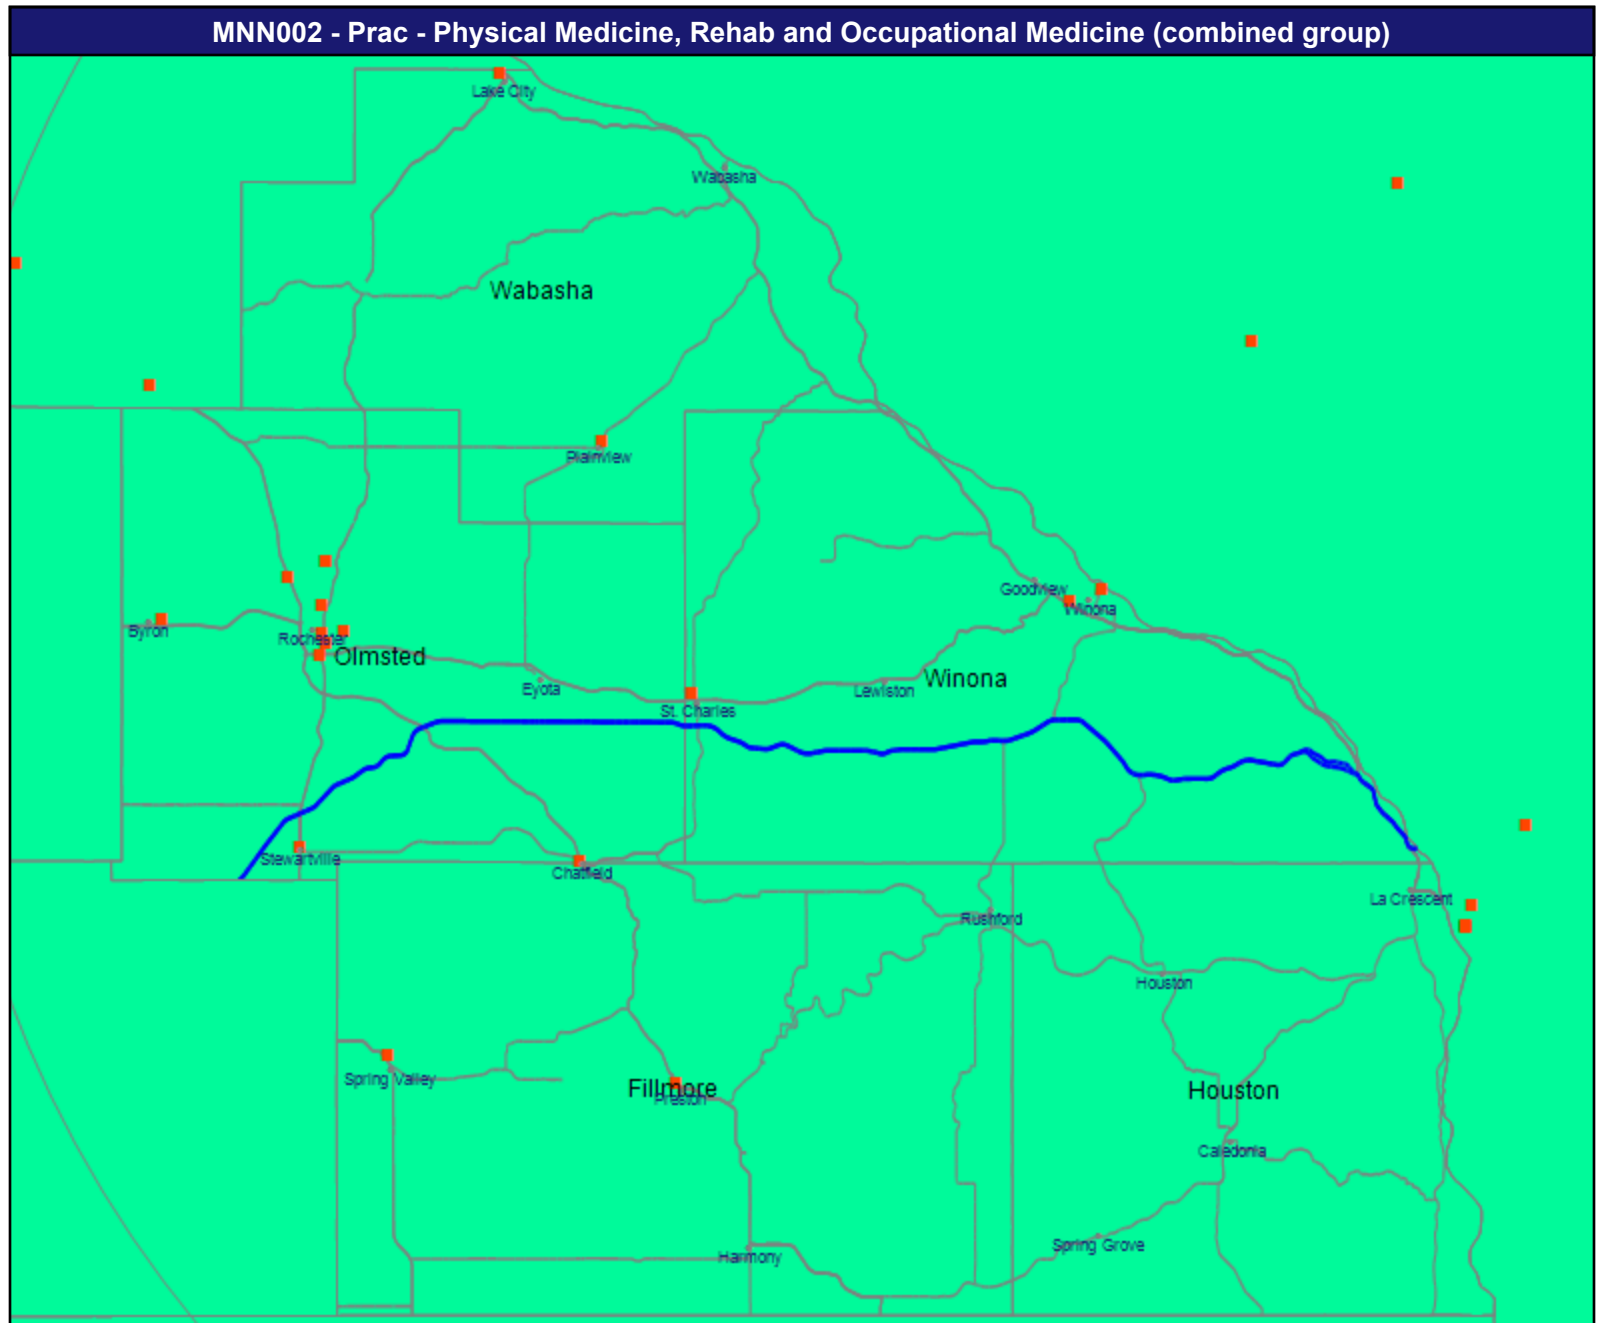 MNN002 - Prac - Physical Medicine, Rehab and Occupational Medicine (combined group)
Lake City
Wabasha
Wabasha
Plainview
Goodview
Winona
Byron
Rochester
Olmsted
Eyota
St. Charles
Lewiston
Winona
Stewartville
Chatfield
La Crescent
Rushford
Houston
Spring Valley
Fillmore
Preston
Houston
Caledonia
Harmony
Spring Grove